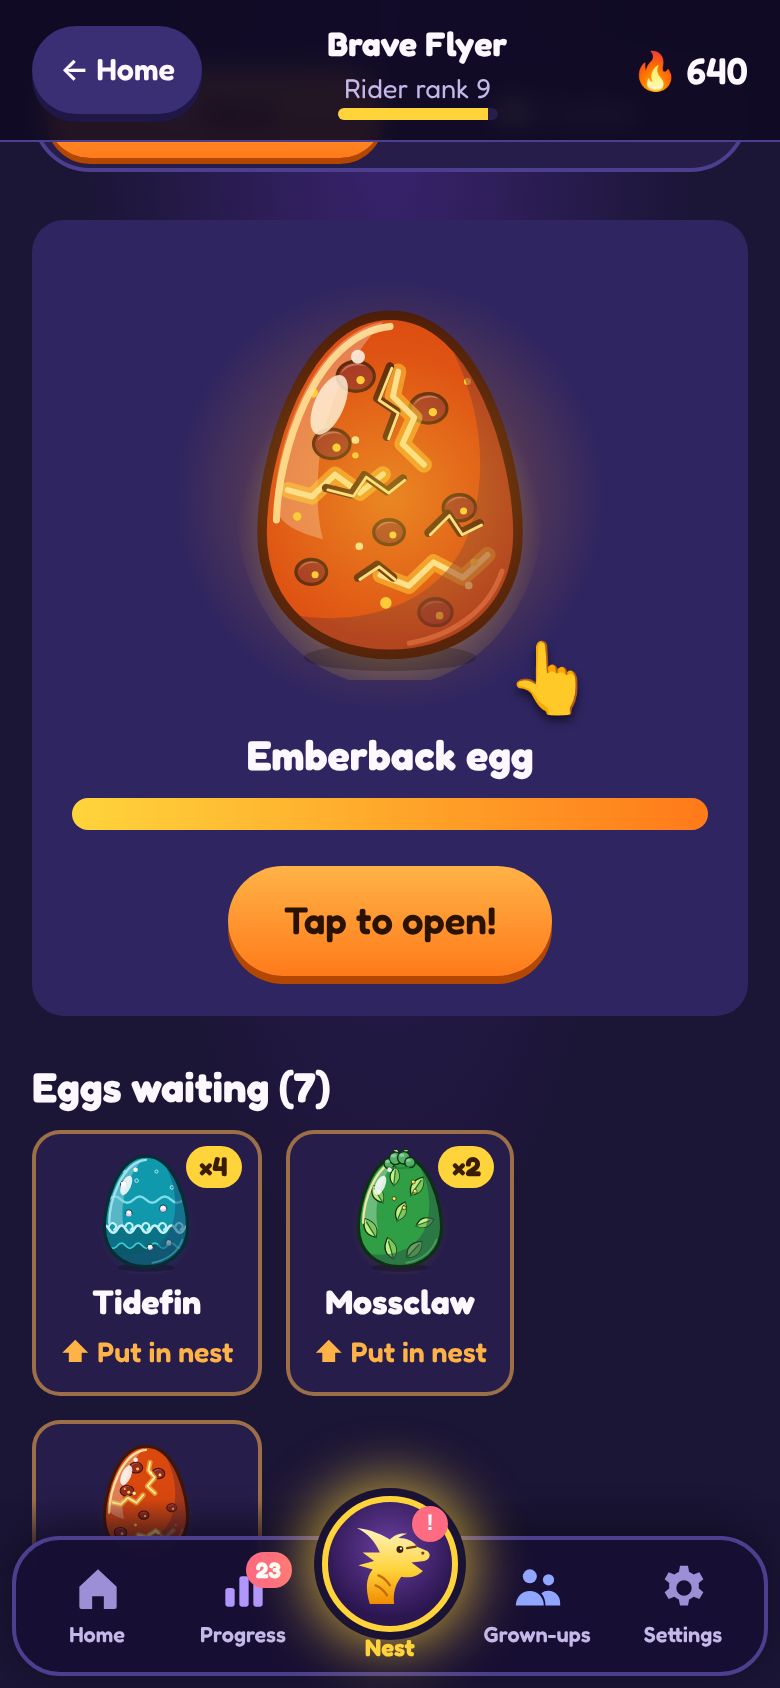 ← Home
Brave Flyer
Rider rank 9
640
Emberback egg
Tap to open!
Eggs waiting (7)
x4
x2
Tidefin
Mossclaw
Put in nest
Put in nest
!
23
Home
Progress
Nest
Grown-ups
Settings